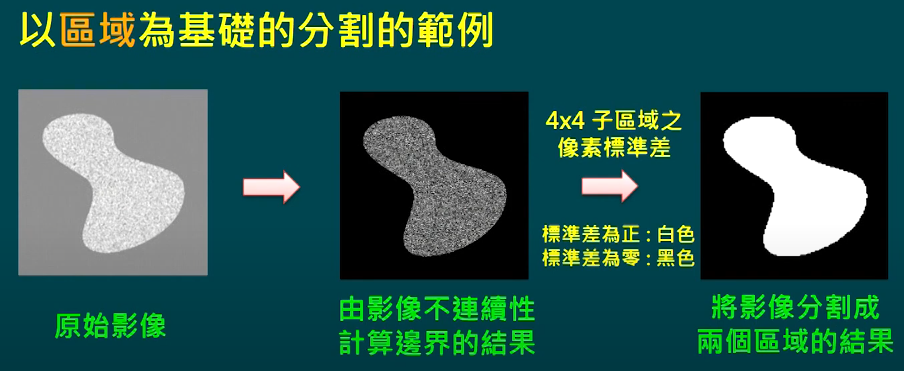 以區域為基礎的分割的範例
4x4 子區域之
像素標準差
標準差為正 : 白色
標準差為零 : 黑色
原始影像
由影像不連續性
計算邊界的結果
將影像分割成
兩個區域的結果